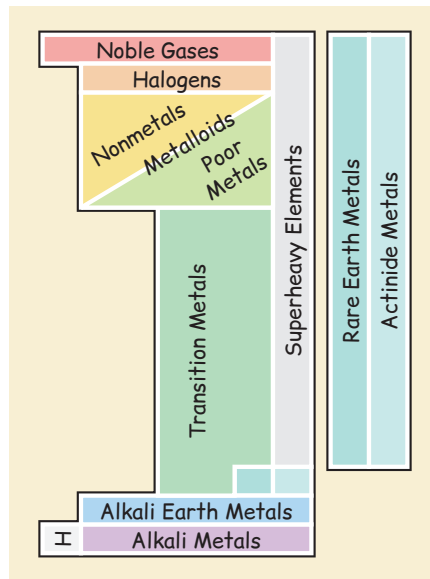 Noble Gases
Halogens
Nonmetals
Metalloids
Poor
Metals
Transition Metals
Superheavy Elements
Rare Earth Metals
Actinide Metals
Alkali Earth Metals
H
Alkali Metals